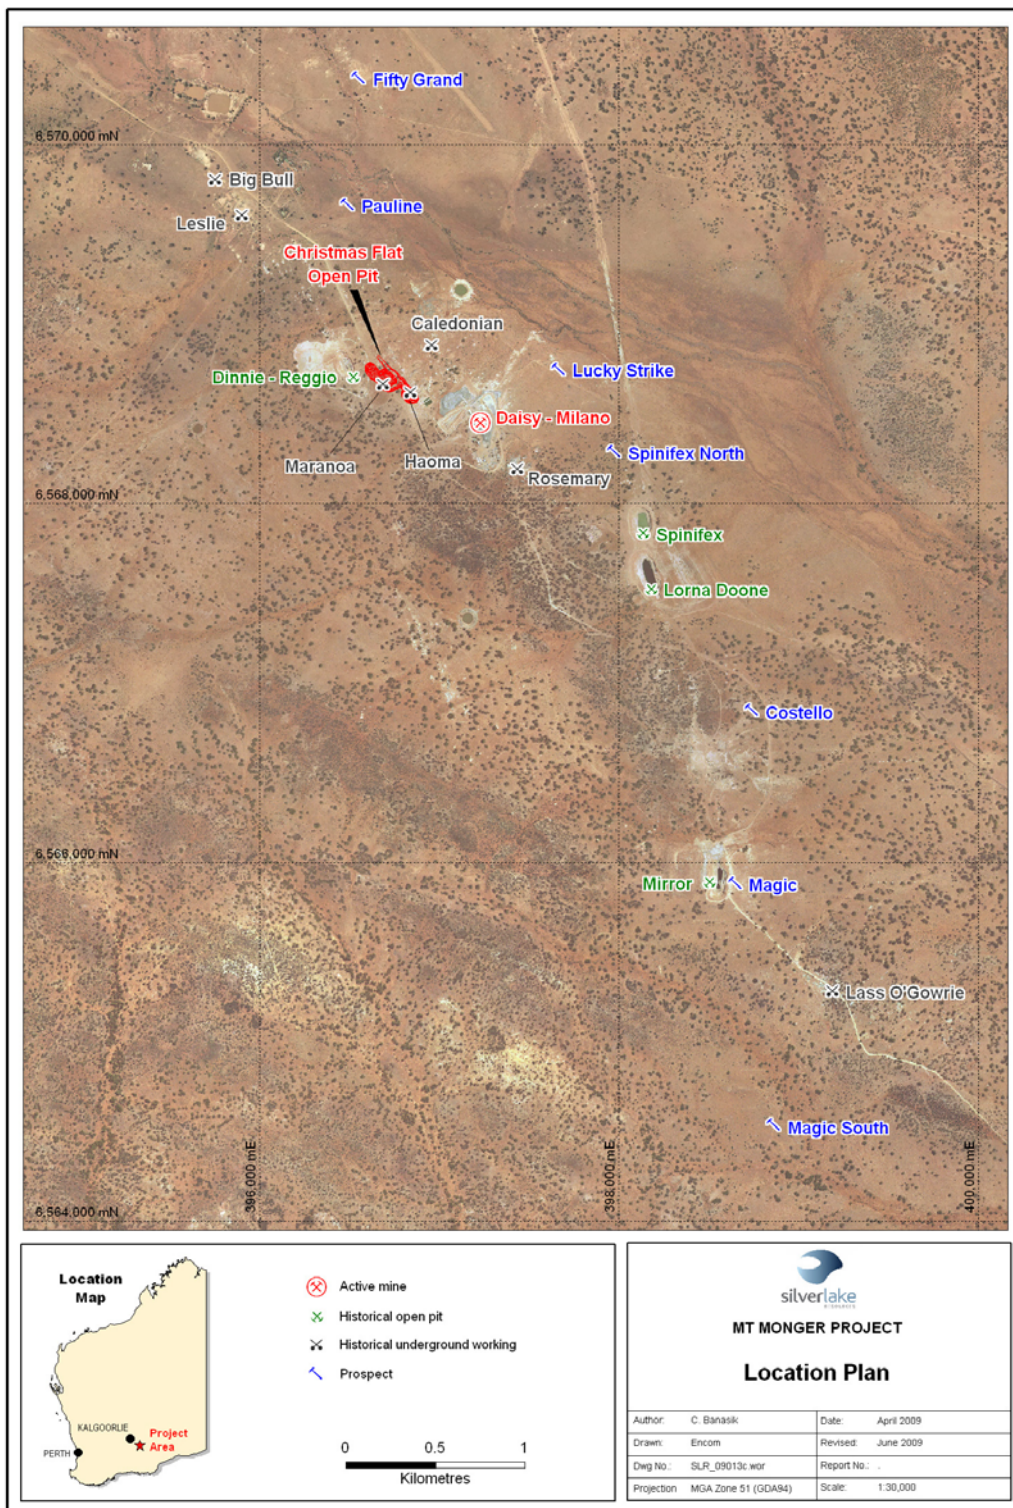 Fifty Grand
6,570,000 mN
Big Bull
Pauline
Leslie
Christmas Flat
Open Pit
Caledonian
Dinnie - Reggio
Lucky Strike
Daisy - Milano
Maranoa
Haoma
Spinifex North
Rosemary
6,568,000 mN
Spinifex
Lorna Doone
Costello
6,566,000 mN
Mirror
Magic
Lass O'Gowrie
Magic South
396,000 mE
398,000 mE
400,000 mE
6,564,000 mN
Location
Map
KALGOORLIE
Project
Area
PERTH
Active mine
Historical open pit
Historical underground working
Prospect
0 0.5 1
Kilometres
silverlake
RESOURCES
MT MONGER PROJECT
Location Plan
Author: C. Banasik Date: April 2009
Drawn: Encom Revised: June 2009
Dwg No.: SLR_09013c.wor Report No.: .
Projection MGA Zone 51 (GDA94) Scale: 1:30,000